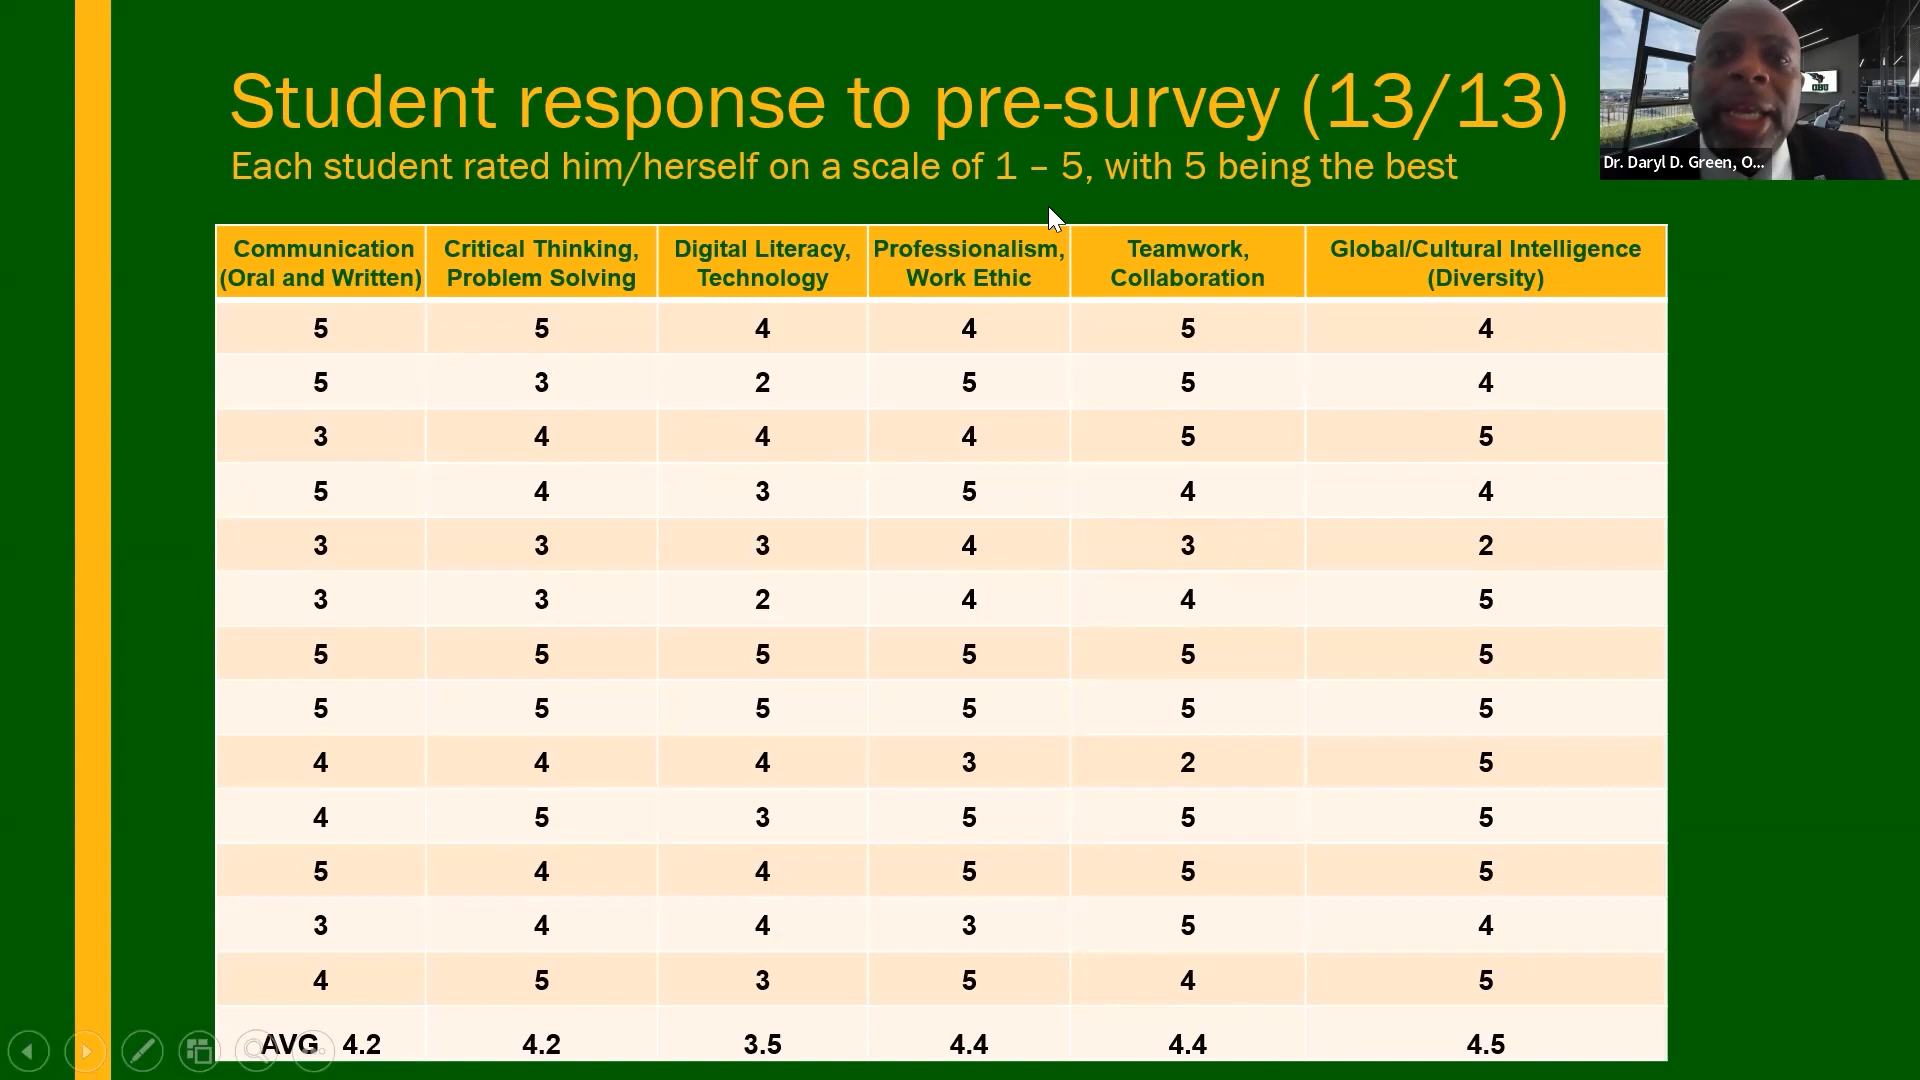 Student response to pre-survey (13/13)
Each student rated him/herself on a scale of 1 – 5, with 5 being the best
OBU
Dr. Daryl D. Green, O...
Communication (Oral and Written) Critical Thinking, Problem Solving Digital Literacy, Technology Professionalism, Work Ethic Teamwork, Collaboration Global/Cultural Intelligence (Diversity)
5 5 4 4 5 4
5 3 2 5 5 4
3 4 4 4 5 5
5 4 3 5 4 4
3 3 3 4 3 2
3 3 2 4 4 5
5 5 5 5 5 5
5 5 5 5 5 5
4 4 4 3 2 5
4 5 3 5 5 5
5 4 4 5 5 5
3 4 4 3 5 4
4 5 3 5 4 5
AVG 4.2 4.2 3.5 4.4 4.4 4.5